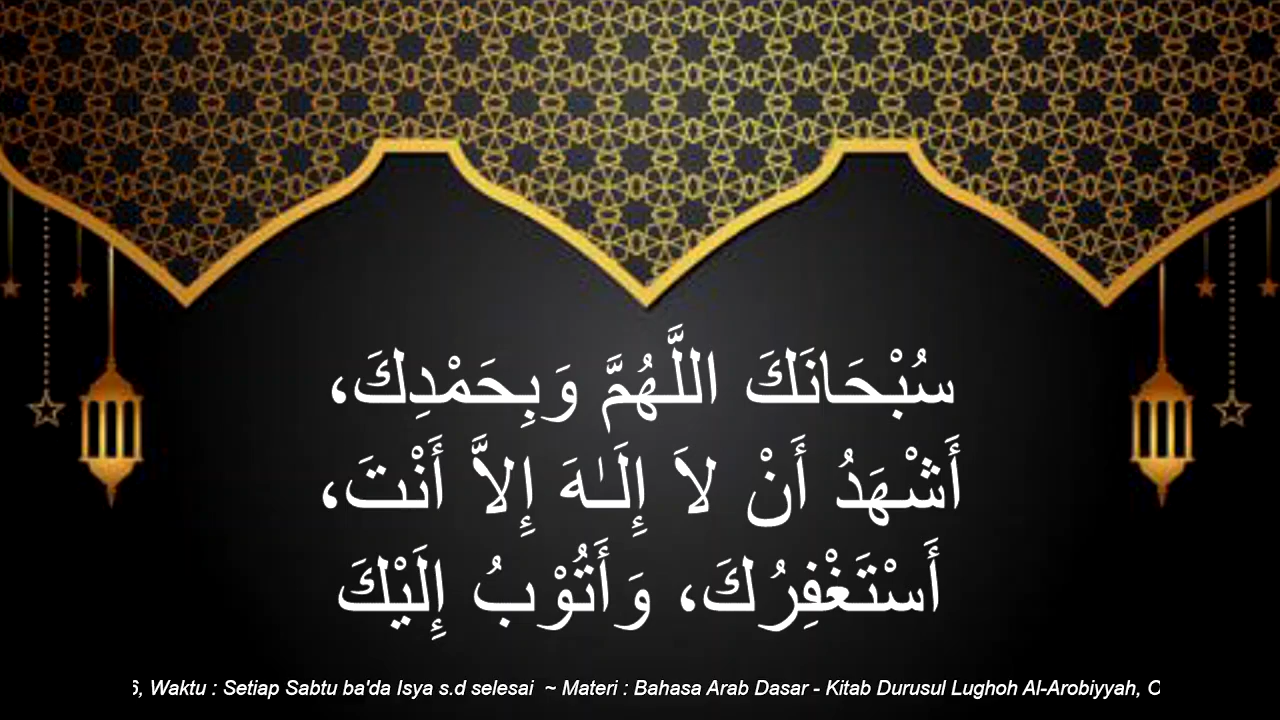 سُبْحَانَكَ اللَّهُمَّ وَبِحَمْدِكَ،
أَشْهَدُ أَنْ لاَ إِلَـٰهَ إِلاَّ أَنْتَ،
أَسْتَغْفِرُكَ، وَأَتُوْبُ إِلَيْكَ
6, Waktu : Setiap Sabtu ba'da Isya s.d selesai ~ Materi : Bahasa Arab Dasar - Kitab Durusul Lughoh Al-Arobiyyah,